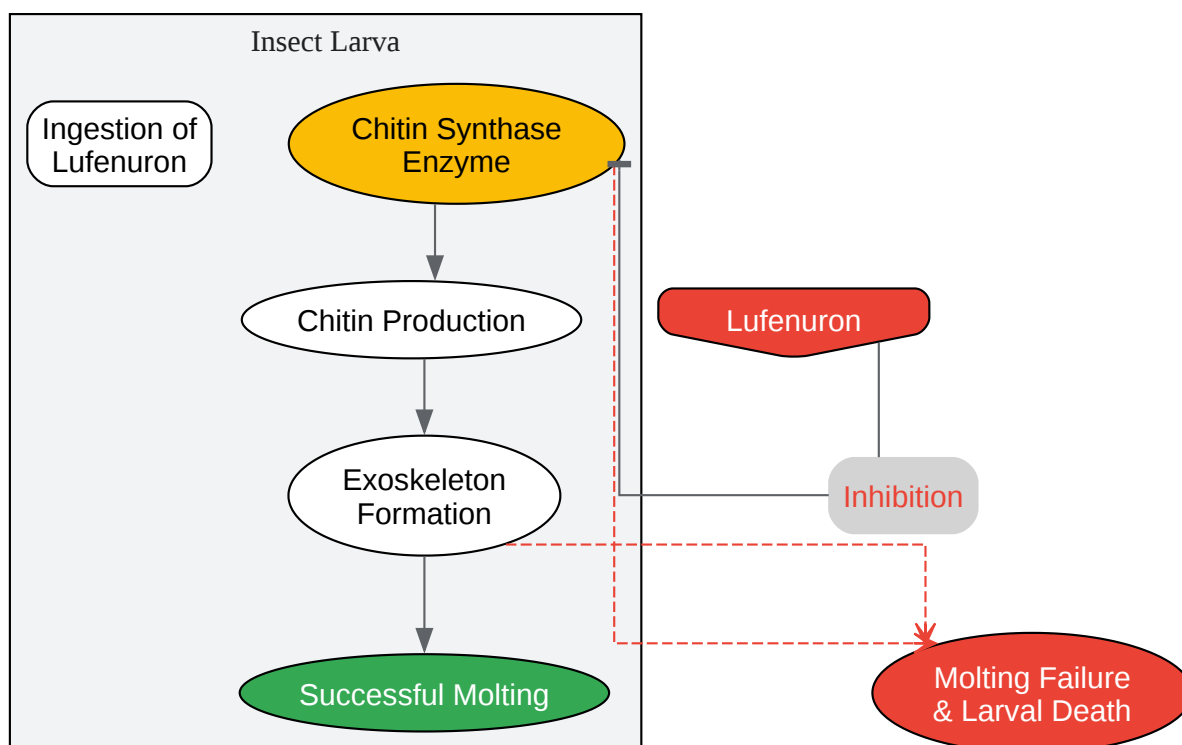 Insect Larva
Ingestion of
Lufenuron
Chitin Synthase
Enzyme
Chitin Production
Lufenuron
Exoskeleton
Formation
Inhibition
Successful Molting
Molting Failure
& Larval Death